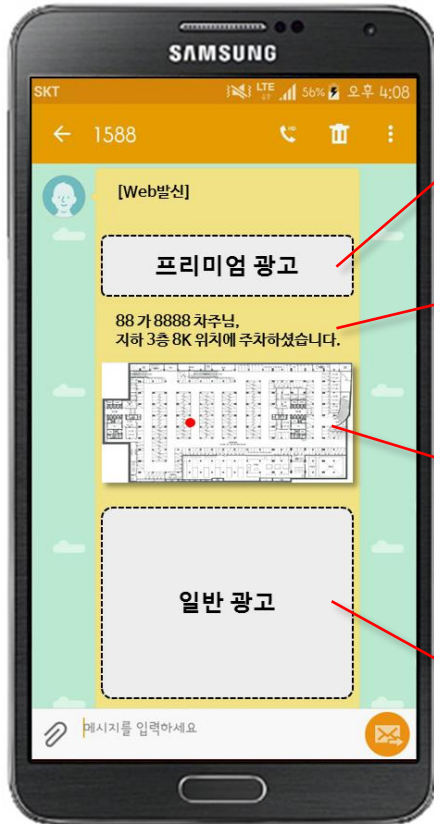 SAMSUNG
SKT LTE 56% 오후 4:08
1588
[Web발신]
프리미엄 광고
88 가 8888 차주님,
지하 3층 8K 위치에 주차하셨습니다.
일반 광고
메시지를 입력하세요